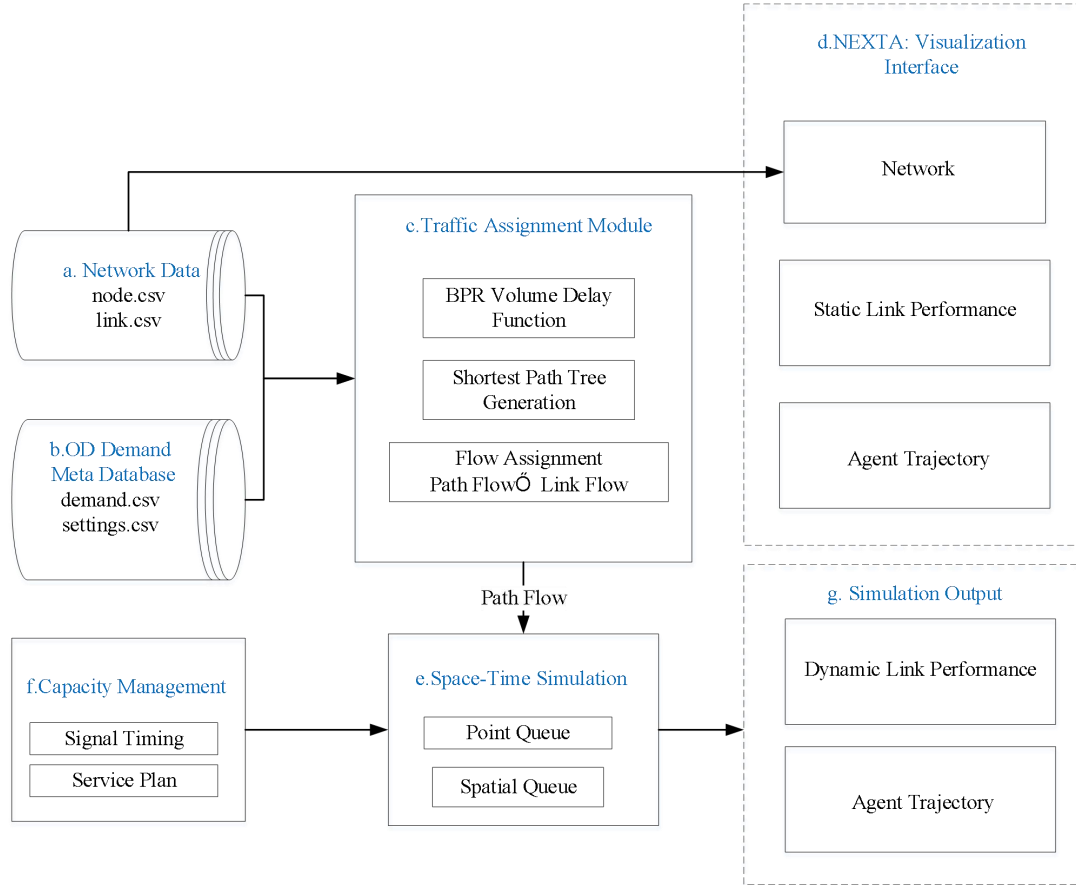 d.NEXTA: Visualization
Interface
Network
Static Link Performance
Agent Trajectory
a. Network Data
node.csv
link.csv
b.OD Demand
Meta Database
demand.csv
settings.csv
c.Traffic Assignment Module
BPR Volume Delay
Function
Shortest Path Tree
Generation
Flow Assignment
Path FlowŐ Link Flow
Path Flow
f.Capacity Management
Signal Timing
Service Plan
e.Space-Time Simulation
Point Queue
Spatial Queue
g. Simulation Output
Dynamic Link Performance
Agent Trajectory